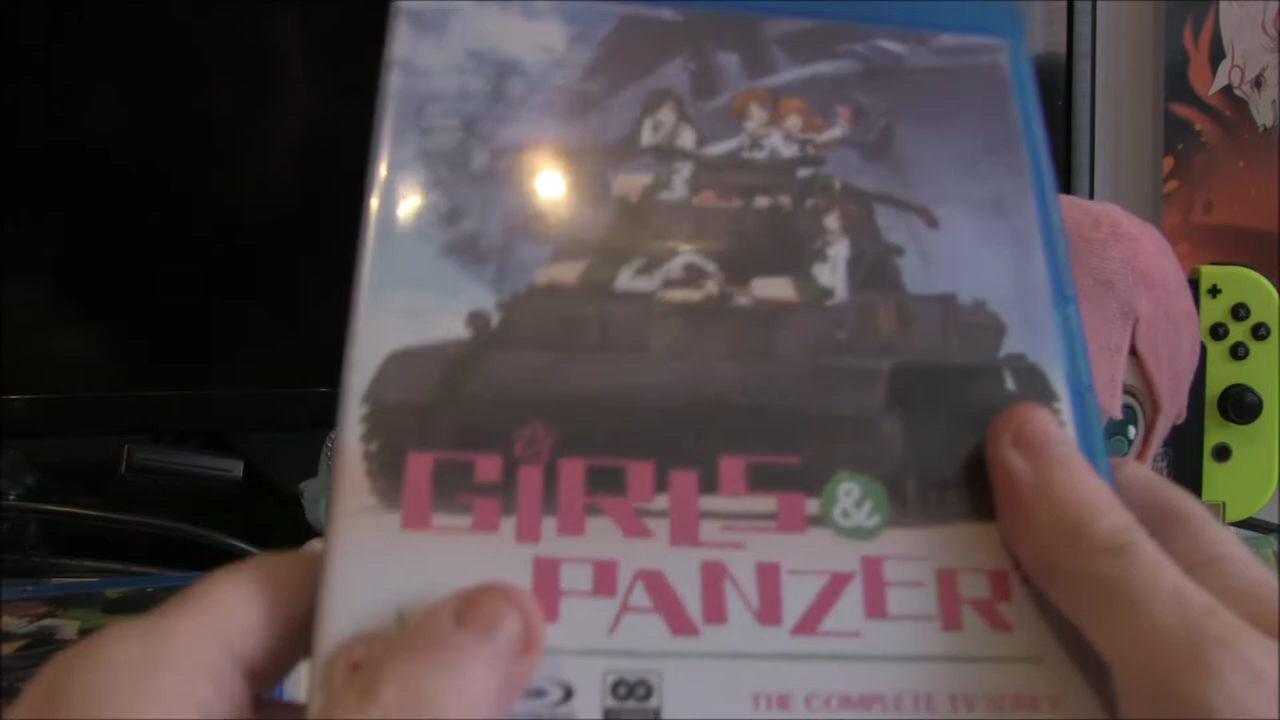 GiRLS &
PANZER
THE COMPLETE TV SERIES
X
Y A
B